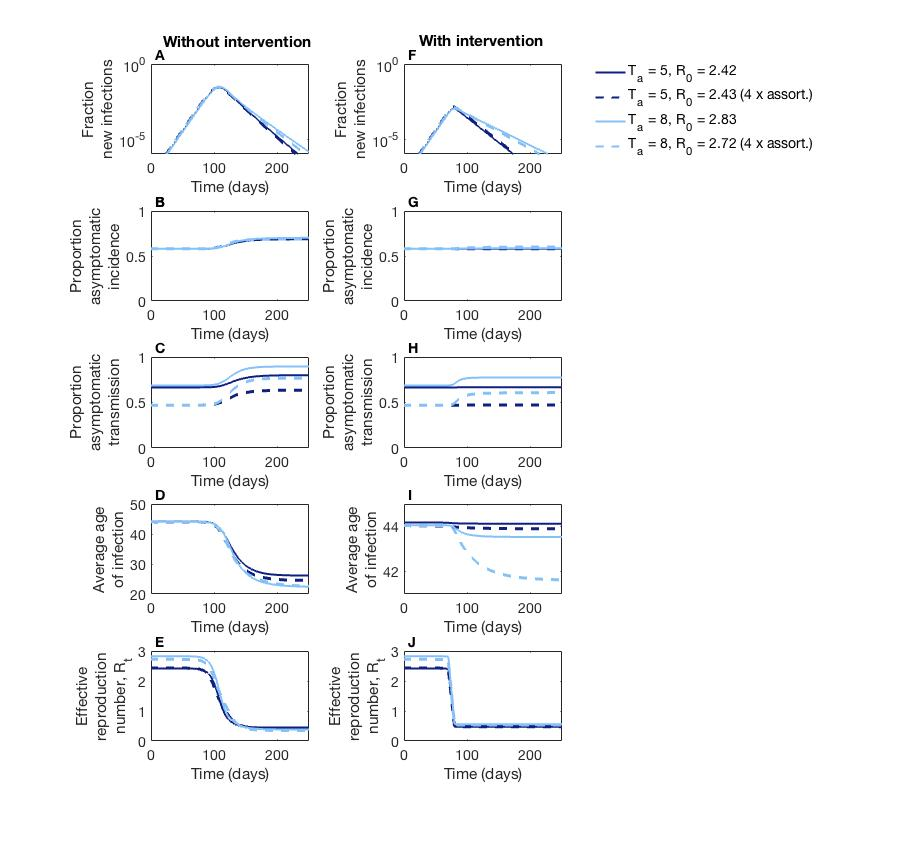 Without intervention
With intervention
A
Fraction
new infections
10^0
10^-5
0 100 200
Time (days)
F
Fraction
new infections
10^0
10^-5
0 100 200
Time (days)
T_a = 5, R_0 = 2.42
T_a = 5, R_0 = 2.43 (4 x assort.)
T_a = 8, R_0 = 2.83
T_a = 8, R_0 = 2.72 (4 x assort.)
B
Proportion
asymptomatic
incidence
1
0.5
0
0 100 200
Time (days)
G
Proportion
asymptomatic
incidence
1
0.5
0
0 100 200
Time (days)
C
Proportion
asymptomatic
transmission
1
0.5
0
0 100 200
Time (days)
H
Proportion
asymptomatic
transmission
1
0.5
0
0 100 200
Time (days)
D
Average age
of infection
50
40
30
20
0 100 200
Time (days)
I
Average age
of infection
44
42
0 100 200
Time (days)
E
Effective
reproduction
number, R_t
3
2
1
0
0 100 200
Time (days)
J
Effective
reproduction
number, R_t
3
2
1
0
0 100 200
Time (days)